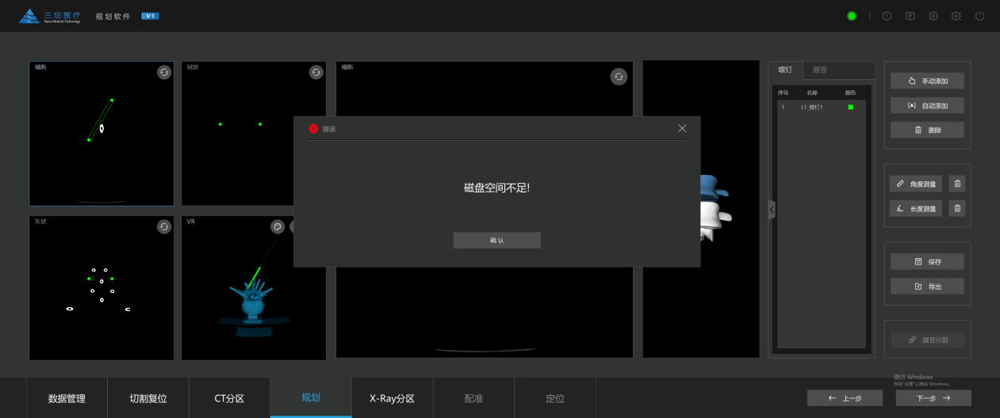 三坛医疗 规划软件 V1
Santa Medical Technology
横断
冠状
横断
螺钉 器官
序号 名称 颜色
1 L1_螺钉1
手动添加
自动添加
删除
错误
磁盘空间不足!
确认
角度测量
长度测量
矢状
VR
保存
导出
器官分割
激活 Windows
转到"设置"以激活 Windows。
数据管理 切割复位 CT分区 规划 X-Ray分区 配准 定位
上一步 下一步